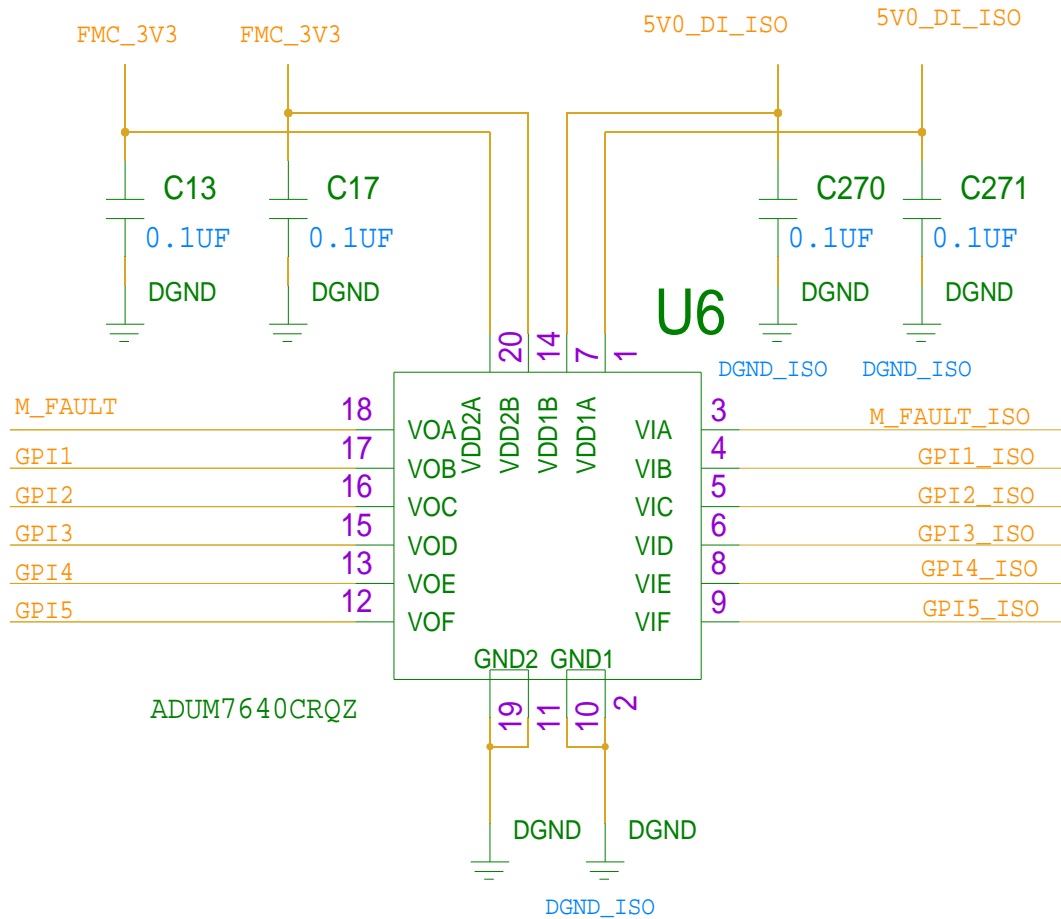 FMC_3V3 FMC_3V3 5V0_DI_ISO 5V0_DI_ISO
C13 C17 C270 C271
0.1UF 0.1UF 0.1UF 0.1UF
DGND DGND DGND DGND
U6
20 14 7 1
DGND_ISO DGND_ISO
VDD2A VDD2B VDD1B VDD1A
M_FAULT 18 VOA VIA 3 M_FAULT_ISO
GPI1 17 VOB VIB 4 GPI1_ISO
GPI2 16 VOC VIC 5 GPI2_ISO
GPI3 15 VOD VID 6 GPI3_ISO
GPI4 13 VOE VIE 8 GPI4_ISO
GPI5 12 VOF VIF 9 GPI5_ISO
GND2 GND1
ADUM7640CRQZ
19 11 10 2
DGND DGND
DGND_ISO